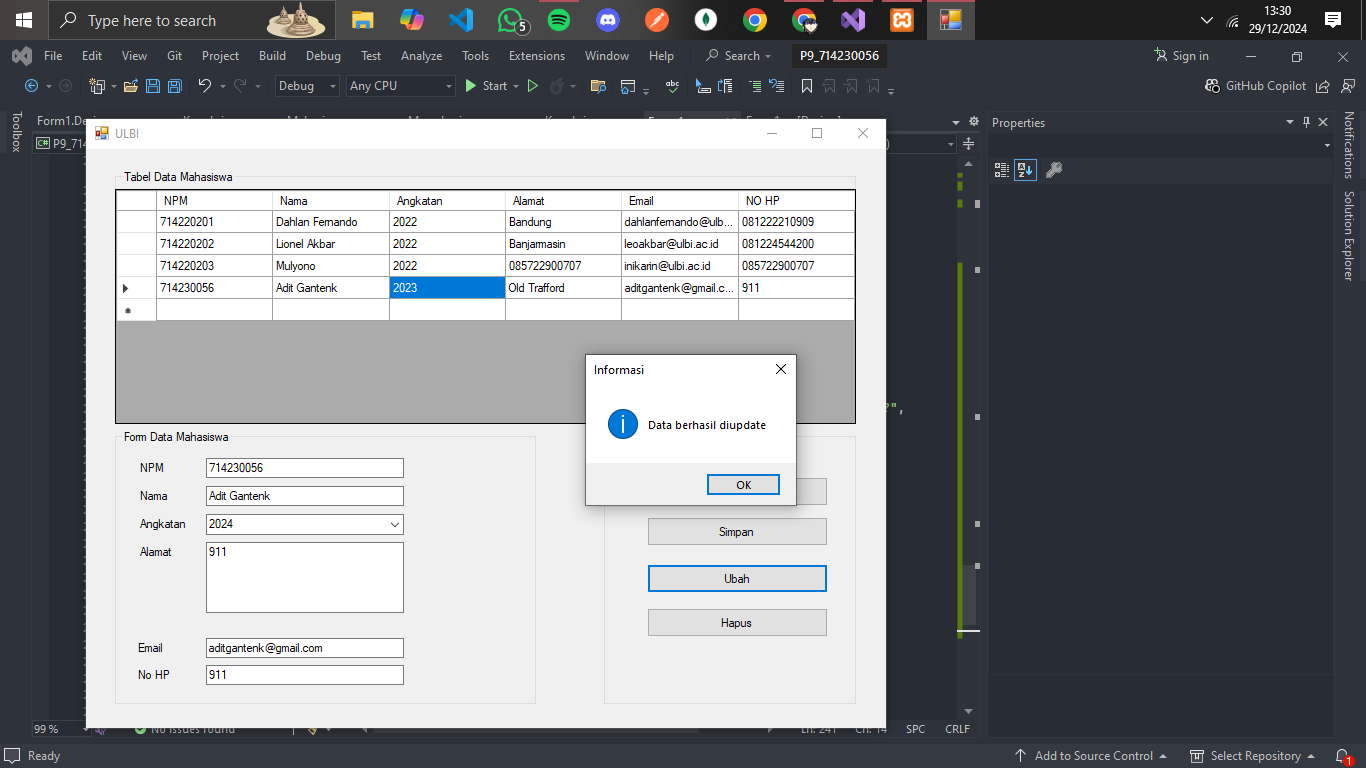 Type here to search
5
13:30
29/12/2024
File Edit View Git Project Build Debug Test Analyze Tools Extensions Window Help Search P9_714230056 Sign in
Debug Any CPU Start GitHub Copilot
Toolbox
ULBI
Properties
Notifications
Solution Explorer
Tabel Data Mahasiswa
NPM Nama Angkatan Alamat Email NO HP
714220201 Dahlan Fernando 2022 Bandung dahlanfernando@ulb... 081222210909
714220202 Lionel Akbar 2022 Banjarmasin leoakbar@ulbi.ac.id 081224544200
714220203 Mulyono 2022 085722900707 inikarin@ulbi.ac.id 085722900707
714230056 Adit Gantenk 2023 Old Trafford aditgantenk@gmail.c... 911
Informasi
Data berhasil diupdate
OK
Form Data Mahasiswa
NPM 714230056
Nama Adit Gantenk
Angkatan 2024
Alamat 911
Email aditgantenk@gmail.com
No HP 911
Simpan
Ubah
Hapus
99 % No issues found Ln: 241 Ch: 14 SPC CRLF
Ready Add to Source Control Select Repository 1